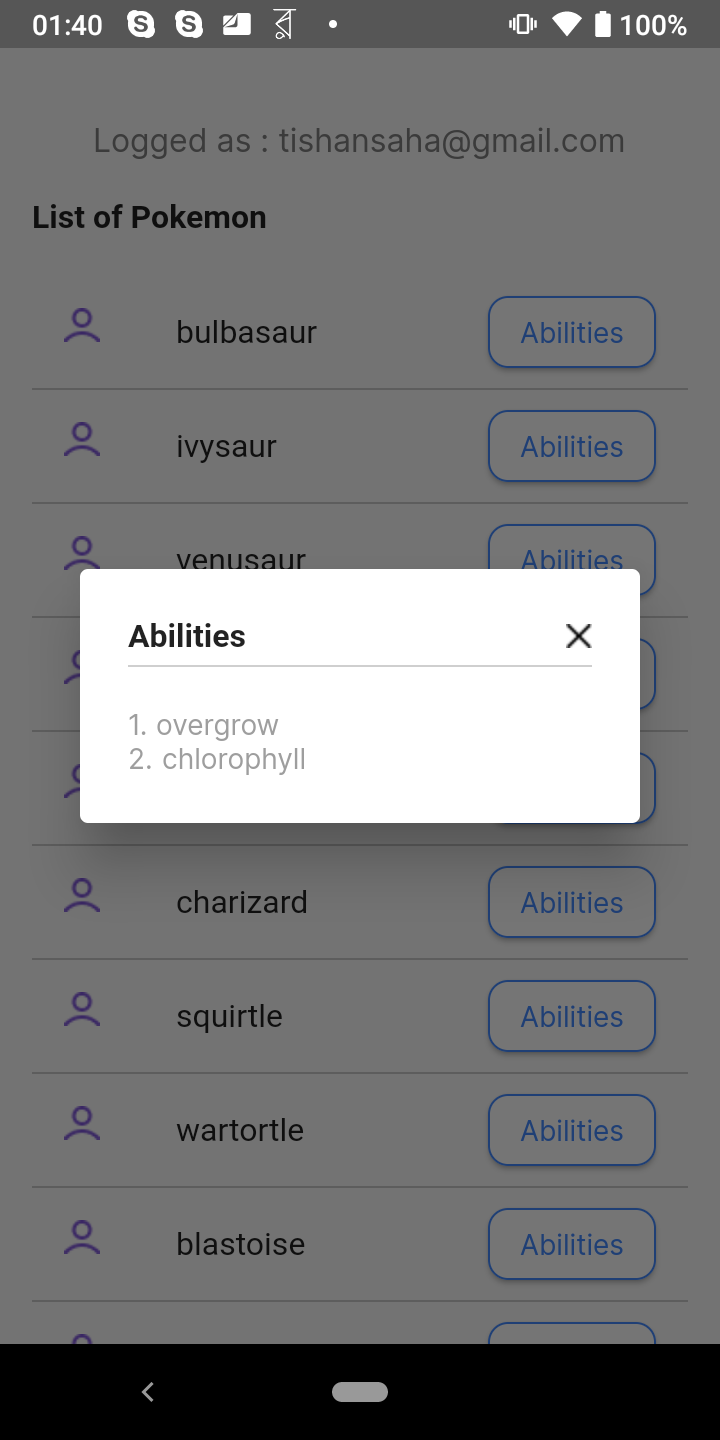 01:40 100%
Logged as : tishansaha@gmail.com
List of Pokemon
bulbasaur Abilities
ivysaur Abilities
venusaur Abilities
Abilities
1. overgrow
2. chlorophyll
charizard Abilities
squirtle Abilities
wartortle Abilities
blastoise Abilities